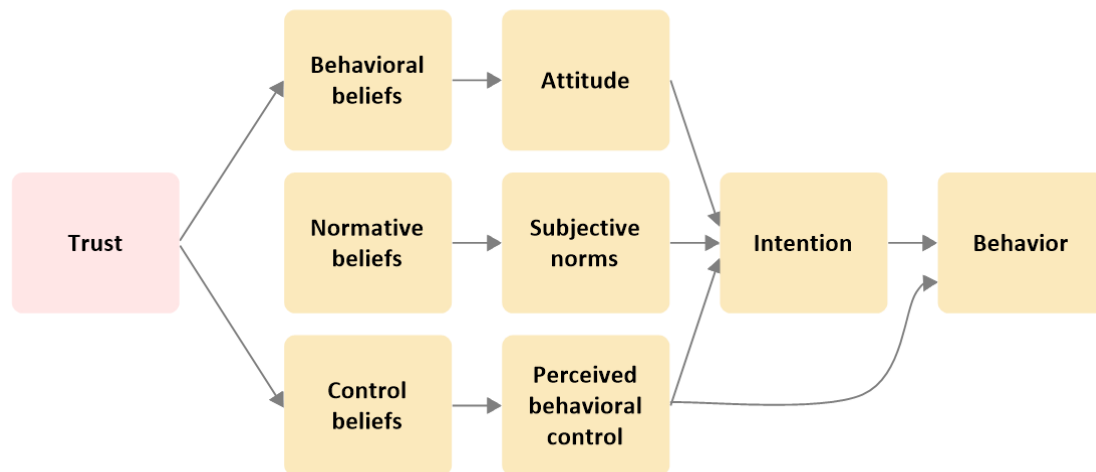 Behavioral
beliefs
Attitude
Trust
Normative
beliefs
Subjective
norms
Intention
Behavior
Control
beliefs
Perceived
behavioral
control